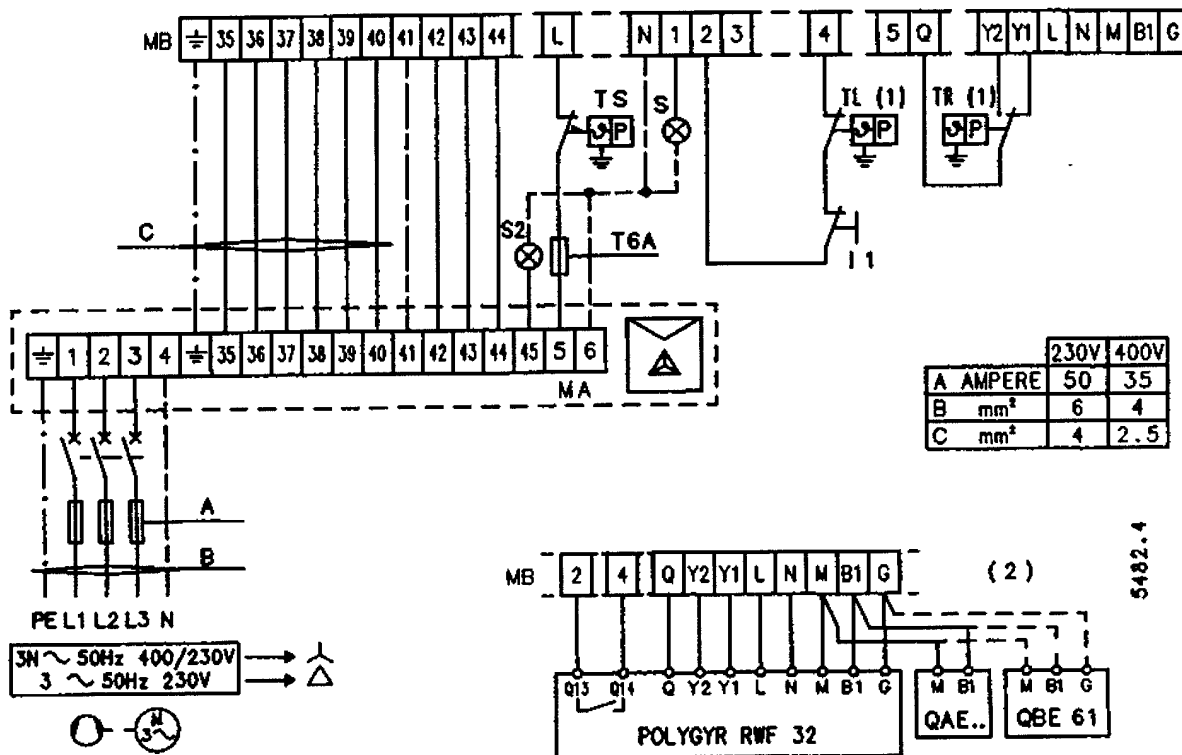 MB ⏚ 35 36 37 38 39 40 41 42 43 44 L N 1 2 3 4 5 Q Y2 Y1 L N M B1 G
TS S TL (1) TR (1)
ϑ P ϑ P ϑ P
C S2 T6A I 1
⏚ 1 2 3 4 ⏚ 35 36 37 38 39 40 41 42 43 44 45 5 6
MA
230V 400V
A AMPERE 50 35
B mm² 6 4
C mm² 4 2.5
A
B
PE L1 L2 L3 N
3N ~ 50Hz 400/230V
3 ~ 50Hz 230V
M
3~
MB 2 4 Q Y2 Y1 L N M B1 G (2)
Q13 Q14 Q Y2 Y1 L N M B1 G M B1 M B1 G
POLYGYR RWF 32 QAE.. QBE 61
5482.4